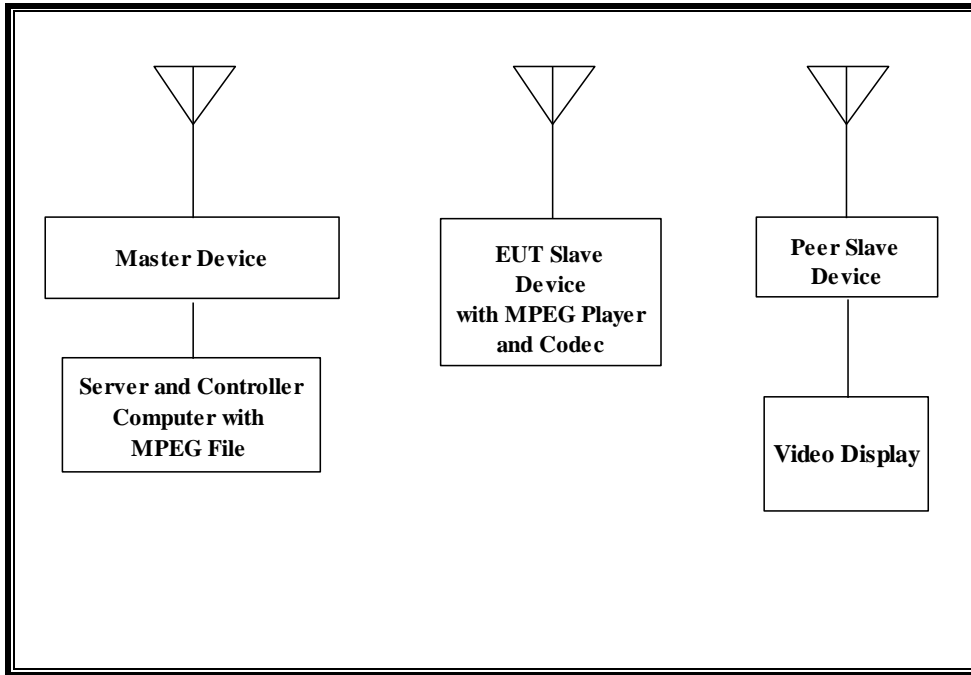 Master Device
Server and Controller
Computer with
MPEG File
EUT Slave
Device
with MPEG Player
and Codec
Peer Slave
Device
Video Display